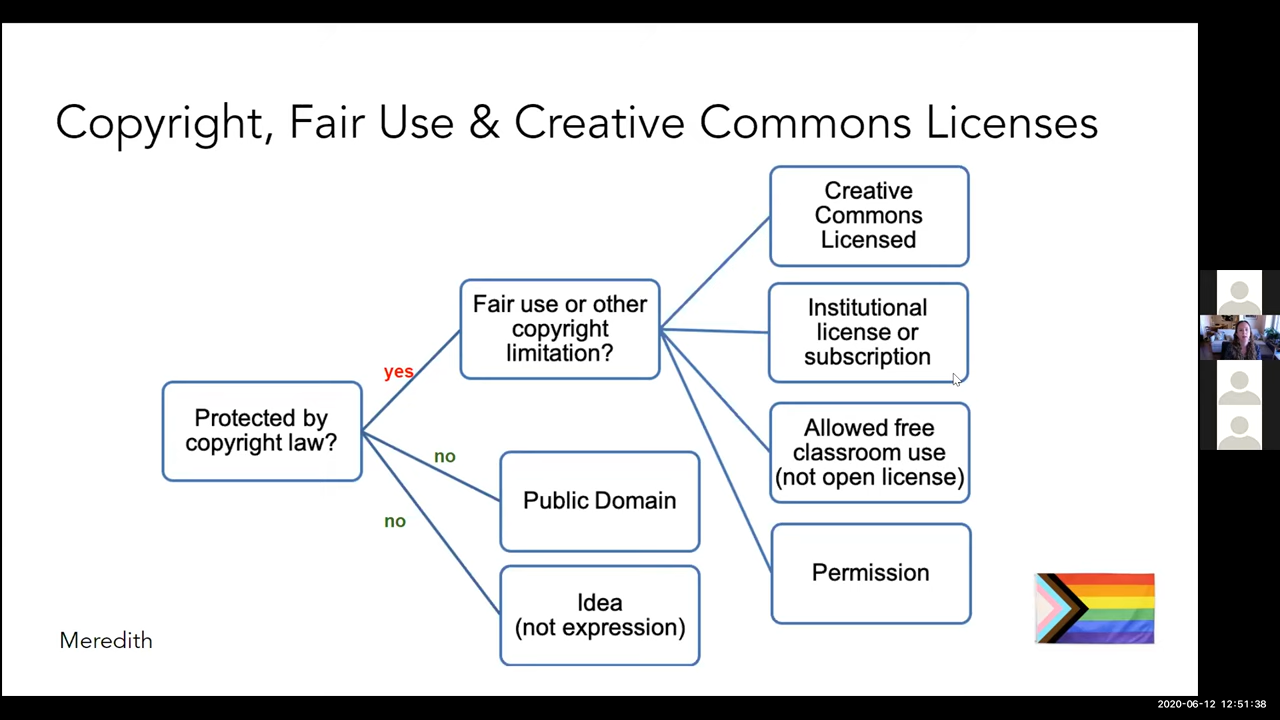 Copyright, Fair Use & Creative Commons Licenses
Creative
Commons
Licensed
Fair use or other
copyright
limitation?
Institutional
license or
subscription
yes
Protected by
copyright law?
Allowed free
classroom use
(not open license)
no
Public Domain
no
Permission
Idea
(not expression)
Meredith
2020-06-12 12:51:38